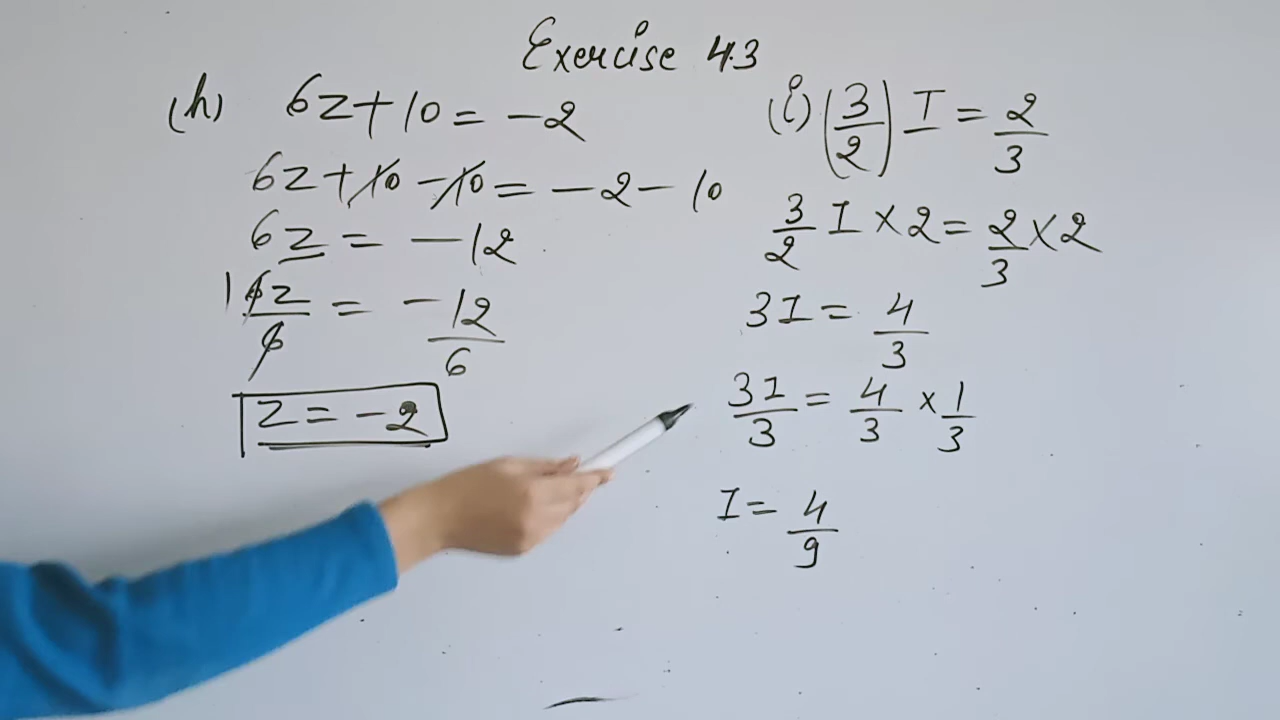 Exercise 4.3
(h) 6z + 10 = -2
6z + 10 - 10 = -2 - 10
6z = -12
1 6z/6 = -12/6
z = -2
(i) (3/2) I = 2/3
3/2 I × 2 = 2/3 × 2
3I = 4/3
3I/3 = 4/3 × 1/3
I = 4/9